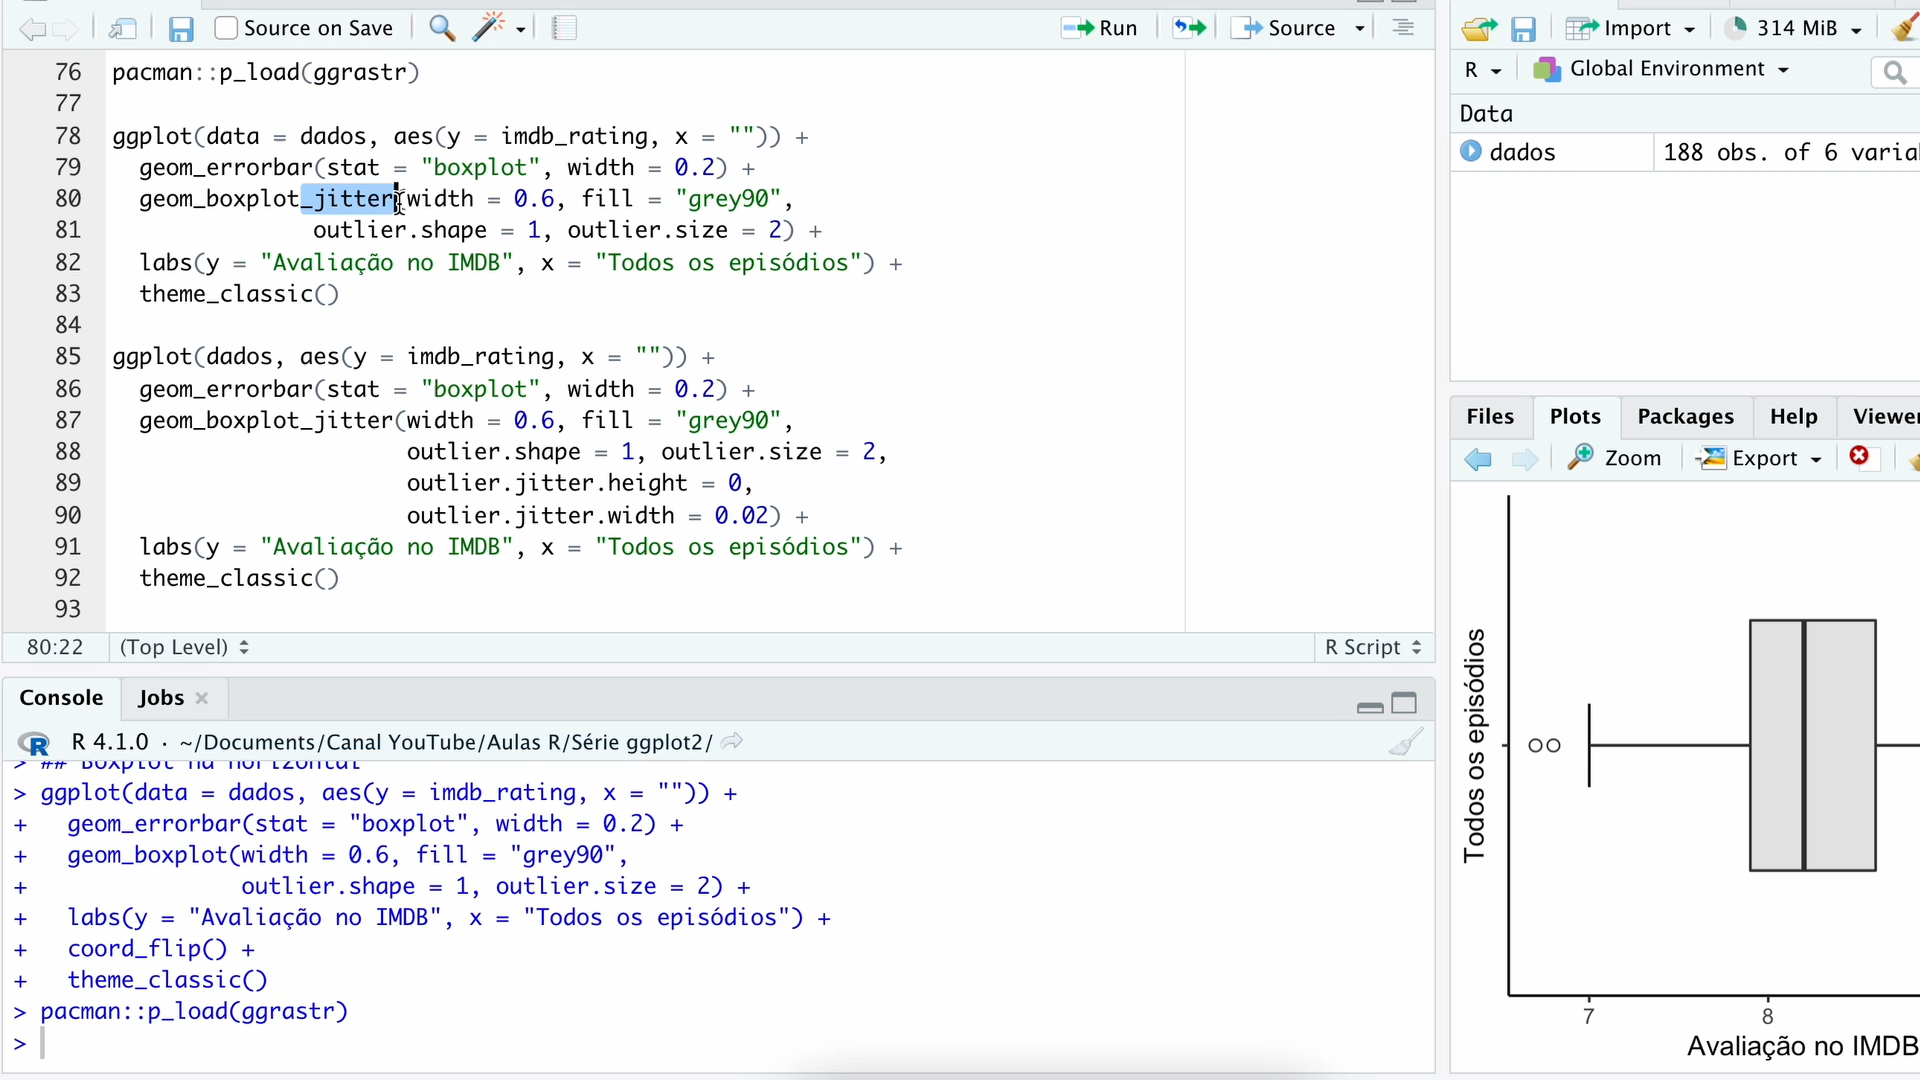 Source on Save
Run
Source
76 pacman::p_load(ggrastr)
77
78 ggplot(data = dados, aes(y = imdb_rating, x = "")) +
79   geom_errorbar(stat = "boxplot", width = 0.2) +
80   geom_boxplot_jitter(width = 0.6, fill = "grey90",
81                outlier.shape = 1, outlier.size = 2) +
82   labs(y = "Avaliação no IMDB", x = "Todos os episódios") +
83   theme_classic()
84
85 ggplot(dados, aes(y = imdb_rating, x = "")) +
86   geom_errorbar(stat = "boxplot", width = 0.2) +
87   geom_boxplot_jitter(width = 0.6, fill = "grey90",
88                       outlier.shape = 1, outlier.size = 2,
89                       outlier.jitter.height = 0,
90                       outlier.jitter.width = 0.02) +
91   labs(y = "Avaliação no IMDB", x = "Todos os episódios") +
92   theme_classic()
93
80:22 (Top Level) R Script
Console Jobs
R 4.1.0 · ~/Documents/Canal YouTube/Aulas R/Série ggplot2/
> ## Boxplot na horizontal
> ggplot(data = dados, aes(y = imdb_rating, x = "")) +
+   geom_errorbar(stat = "boxplot", width = 0.2) +
+   geom_boxplot(width = 0.6, fill = "grey90",
+                outlier.shape = 1, outlier.size = 2) +
+   labs(y = "Avaliação no IMDB", x = "Todos os episódios") +
+   coord_flip() +
+   theme_classic()
> pacman::p_load(ggrastr)
>
Import 314 MiB
R Global Environment
Data
dados 188 obs. of 6 varia
Files Plots Packages Help Viewer
Zoom Export
Todos os episódios
7 8
Avaliação no IMDB